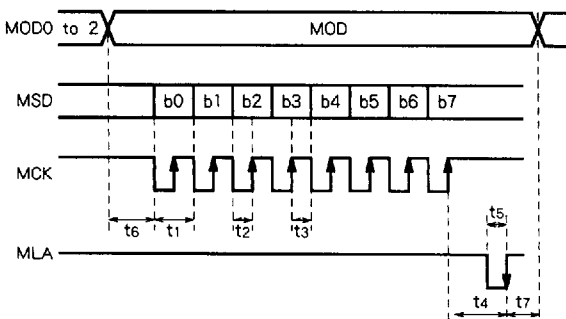 MOD0 to 2 MOD
MSD b0 b1 b2 b3 b4 b5 b6 b7
MCK
t6 t1 t2 t3
t5
MLA
t4 t7